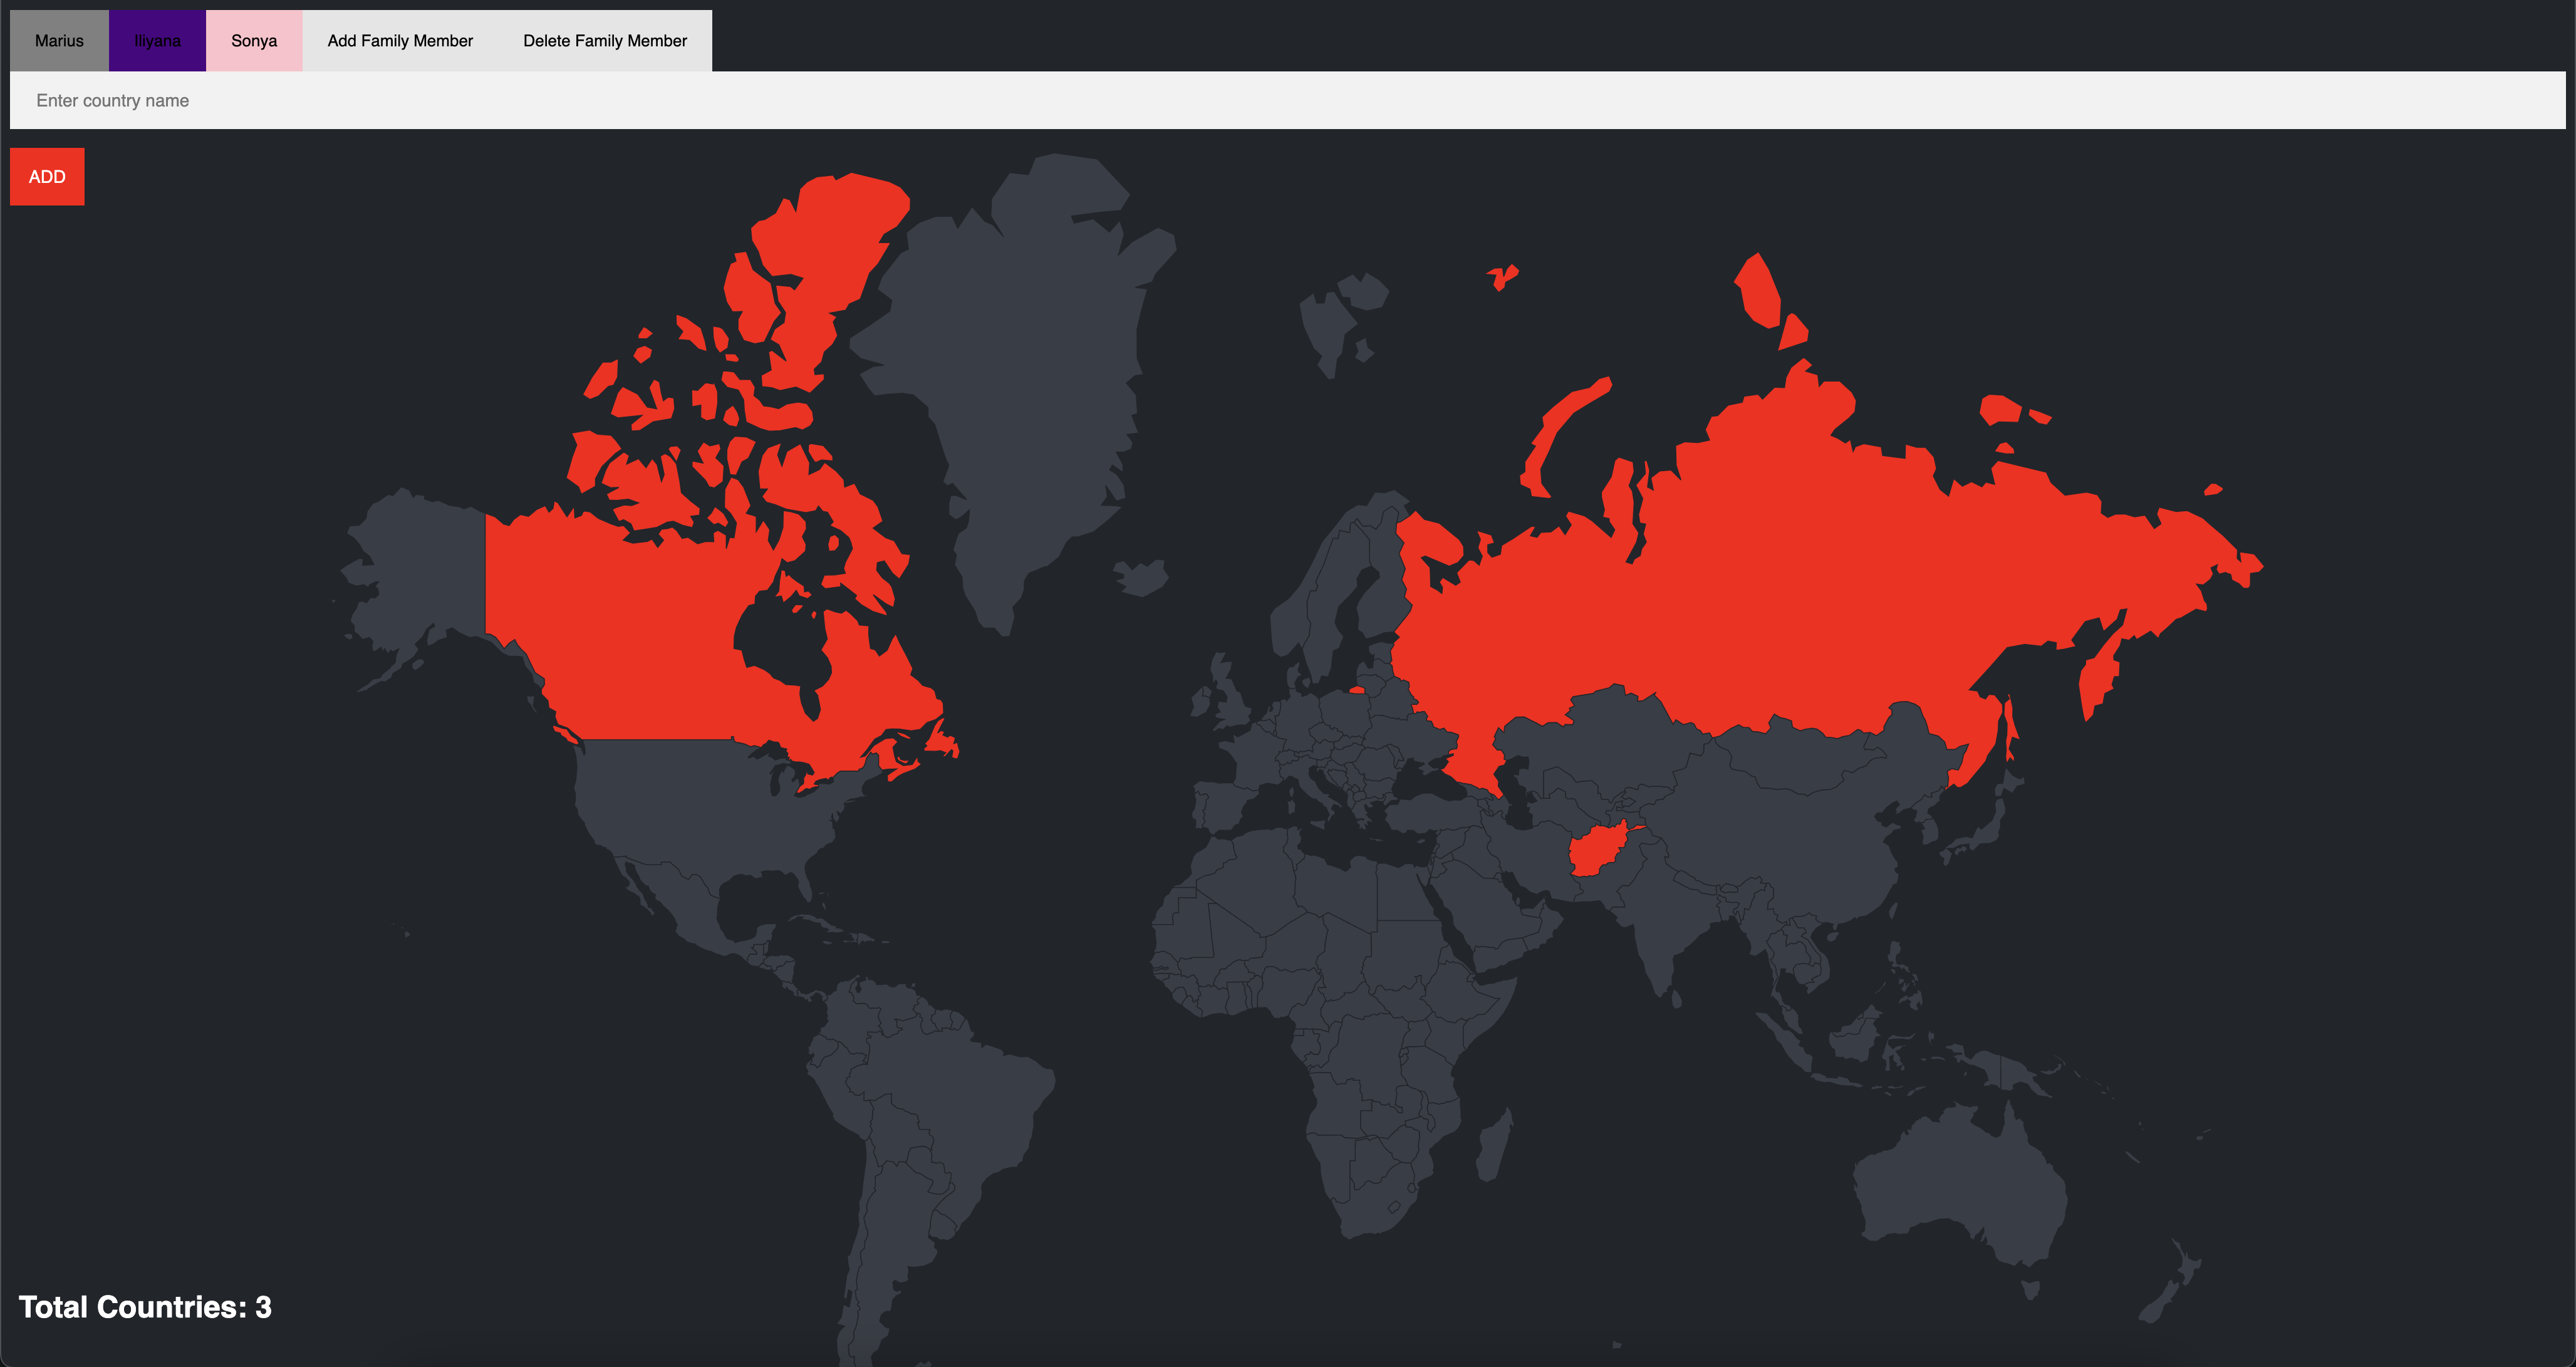 Marius Iliyana Sonya Add Family Member Delete Family Member
Enter country name
ADD
Total Countries: 3